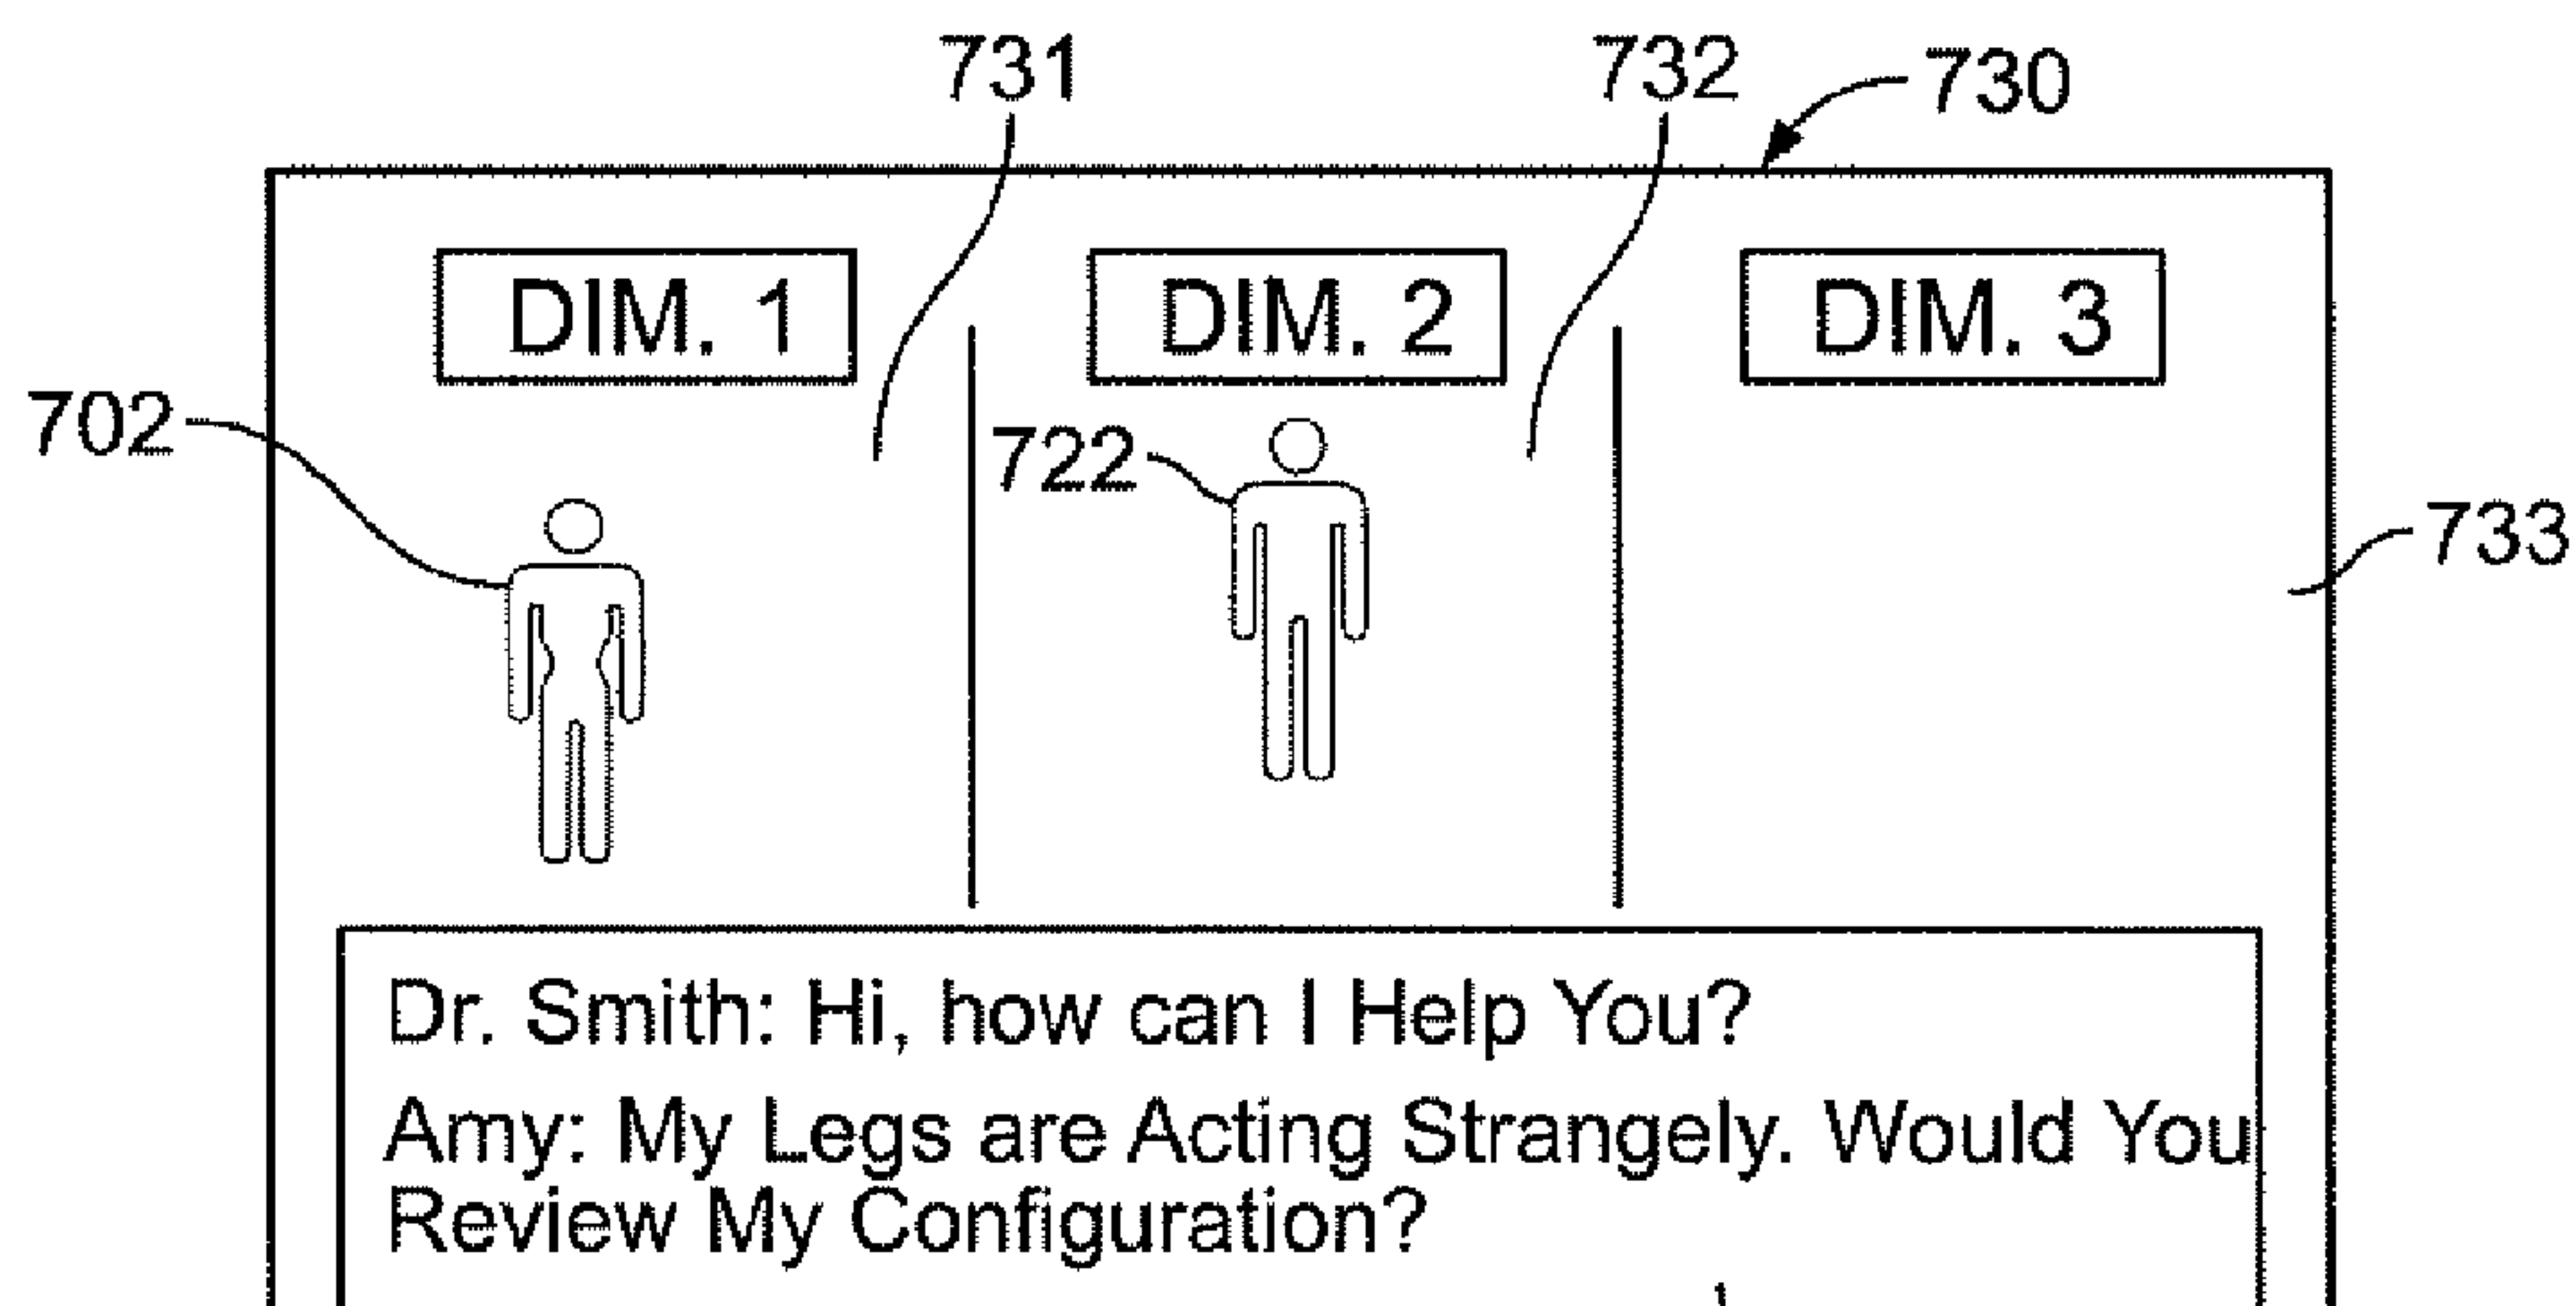 731 732 730
DIM. 1 DIM. 2 DIM. 3
702 722 733
Dr. Smith: Hi, how can I Help You?
Amy: My Legs are Acting Strangely. Would You
Review My Configuration?